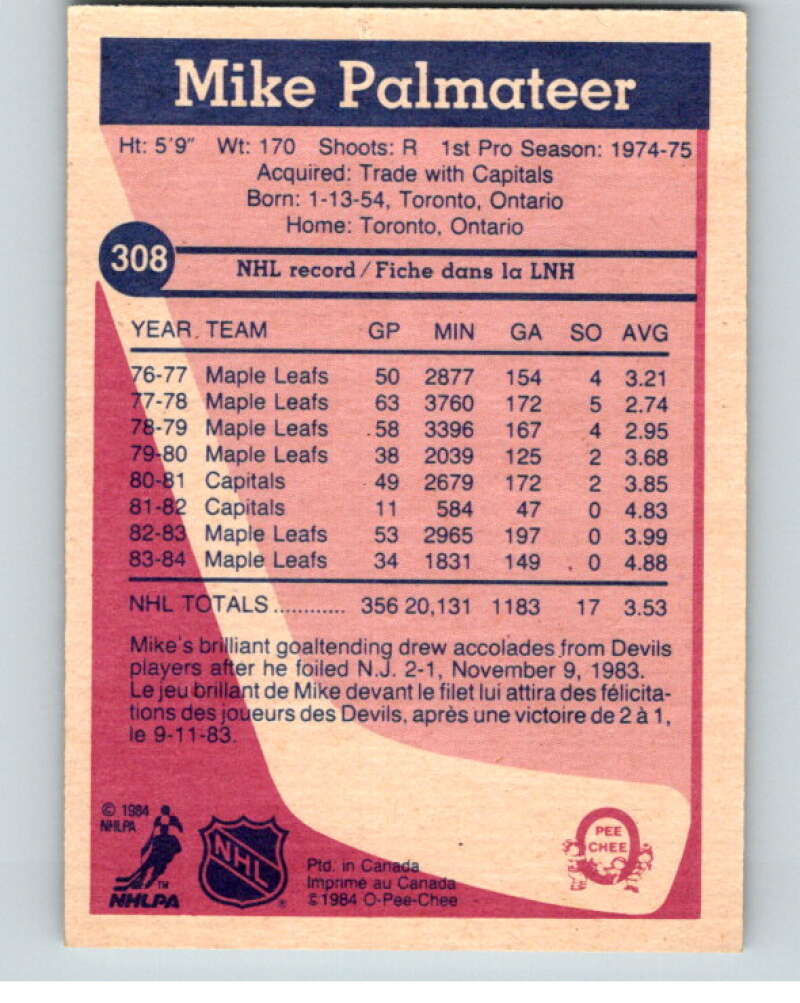 Mike Palmateer
Ht: 5'9" Wt: 170 Shoots: R 1st Pro Season: 1974-75
Acquired: Trade with Capitals
Born: 1-13-54, Toronto, Ontario
Home: Toronto, Ontario
308
NHL record / Fiche dans la LNH
YEAR TEAM GP MIN GA SO AVG
76-77 Maple Leafs 50 2877 154 4 3.21
77-78 Maple Leafs 63 3760 172 5 2.74
78-79 Maple Leafs 58 3396 167 4 2.95
79-80 Maple Leafs 38 2039 125 2 3.68
80-81 Capitals 49 2679 172 2 3.85
81-82 Capitals 11 584 47 0 4.83
82-83 Maple Leafs 53 2965 197 0 3.99
83-84 Maple Leafs 34 1831 149 0 4.88
NHL TOTALS ............ 356 20,131 1183 17 3.53
Mike's brilliant goaltending drew accolades from Devils
players after he foiled N.J. 2-1, November 9, 1983.
Le jeu brillant de Mike devant le filet lui attira des félicita-
tions des joueurs des Devils, après une victoire de 2 à 1,
le 9-11-83.
© 1984
NHLPA
TM
NHLPA
NHL
®
Ptd. in Canada
Imprimé au Canada
© 1984 O-Pee-Chee
PEE
CHEE